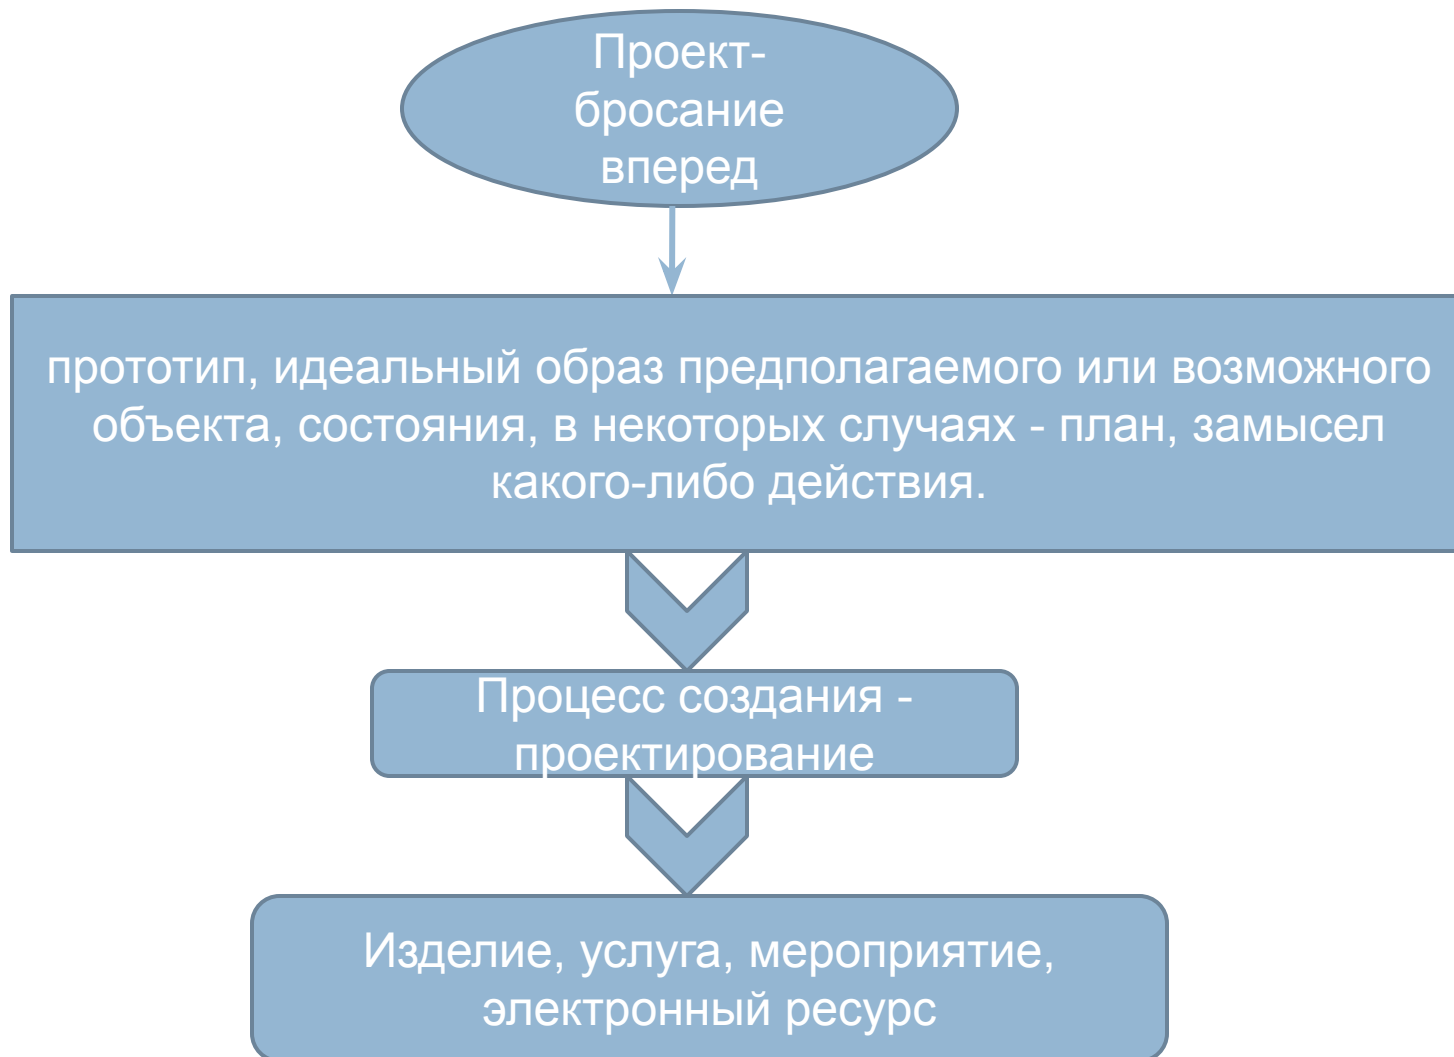 Проект-
бросание
вперед
прототип, идеальный образ предполагаемого или возможного
объекта, состояния, в некоторых случаях - план, замысел
какого-либо действия.
Процесс создания -
проектирование
Изделие, услуга, мероприятие,
электронный ресурс